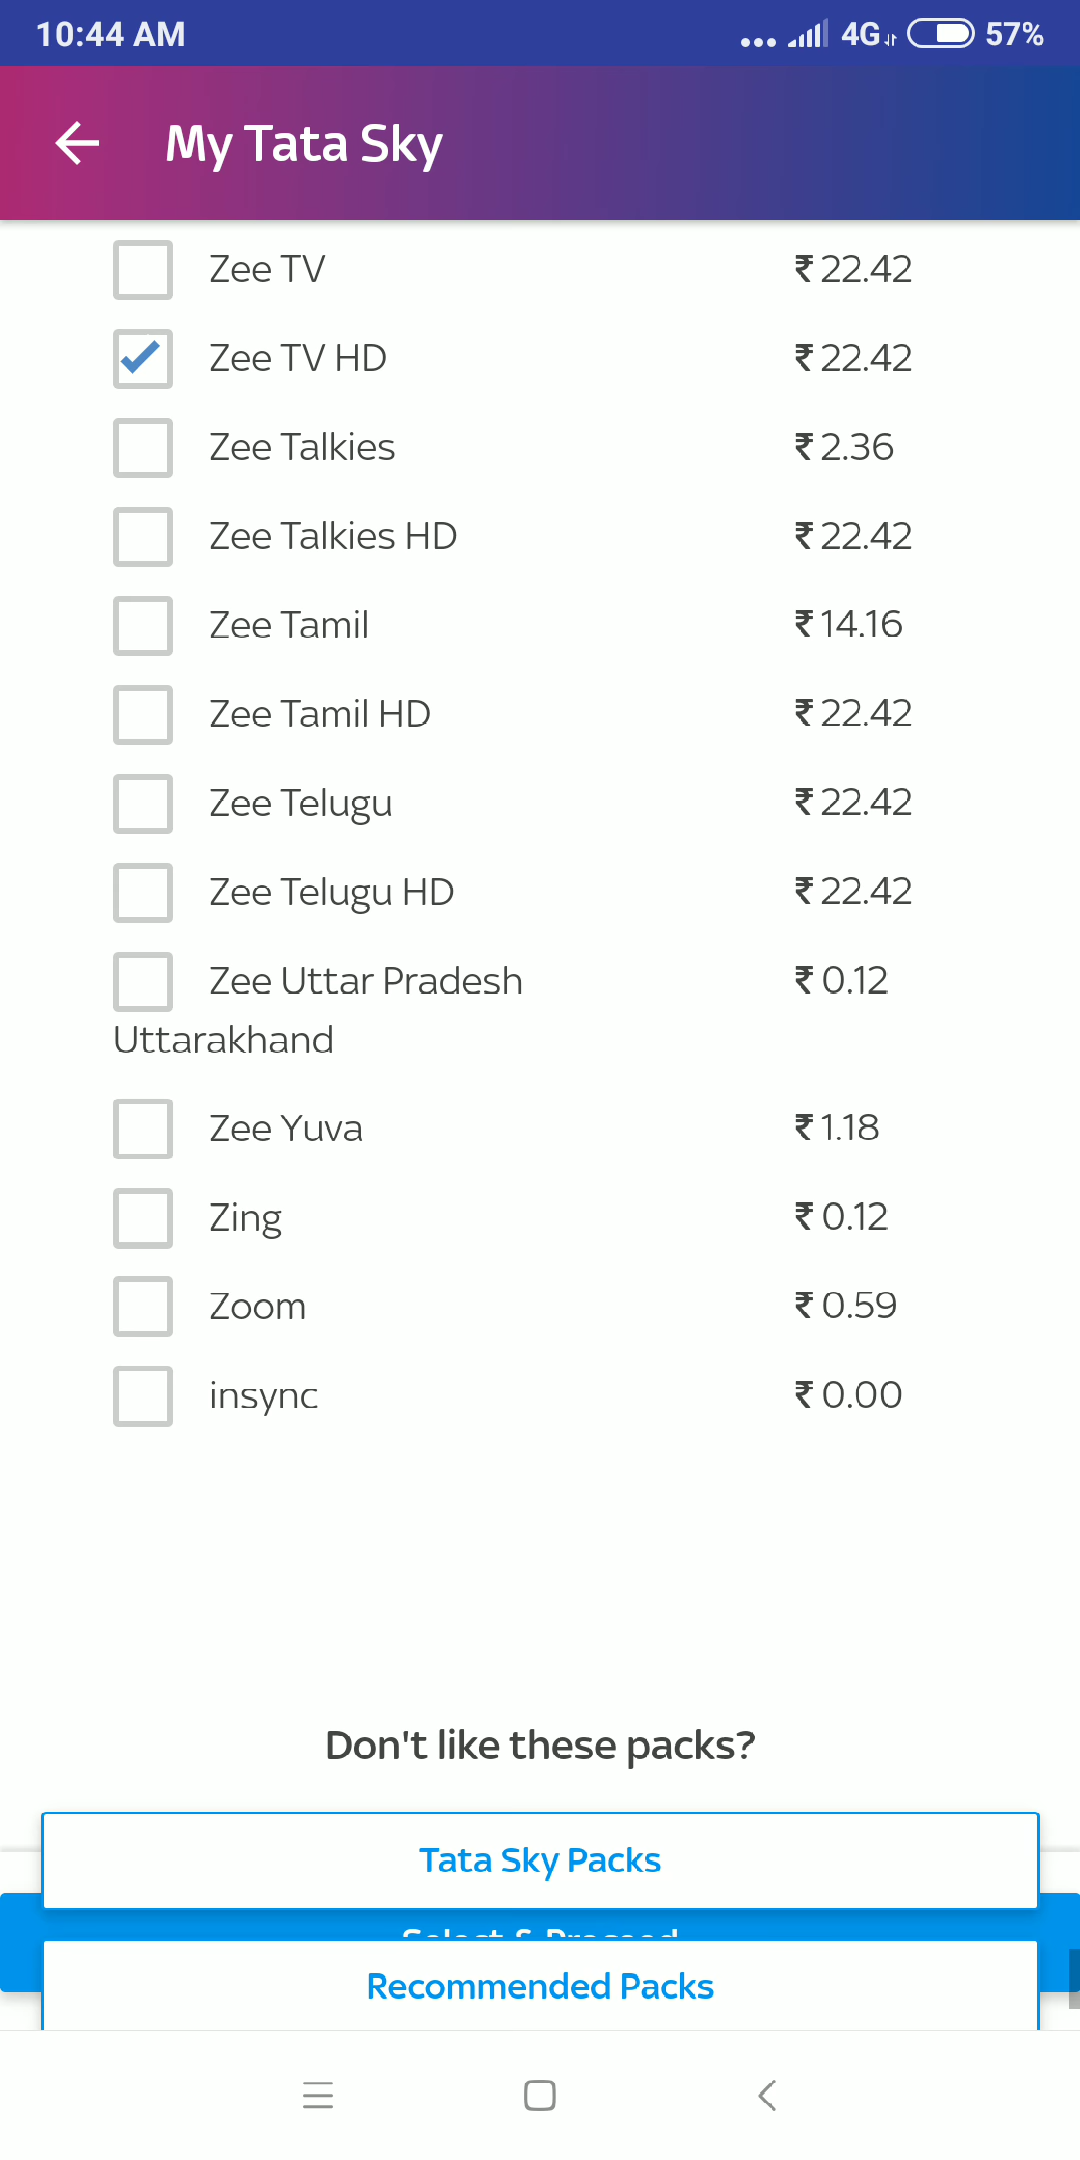 10:44 AM
4G
57%
My Tata Sky
Zee TV ₹ 22.42
Zee TV HD ₹ 22.42
Zee Talkies ₹ 2.36
Zee Talkies HD ₹ 22.42
Zee Tamil ₹ 14.16
Zee Tamil HD ₹ 22.42
Zee Telugu ₹ 22.42
Zee Telugu HD ₹ 22.42
Zee Uttar Pradesh ₹ 0.12
Uttarakhand
Zee Yuva ₹ 1.18
Zing ₹ 0.12
Zoom ₹ 0.59
insync ₹ 0.00
Don't like these packs?
Tata Sky Packs
Select & Proceed
Recommended Packs